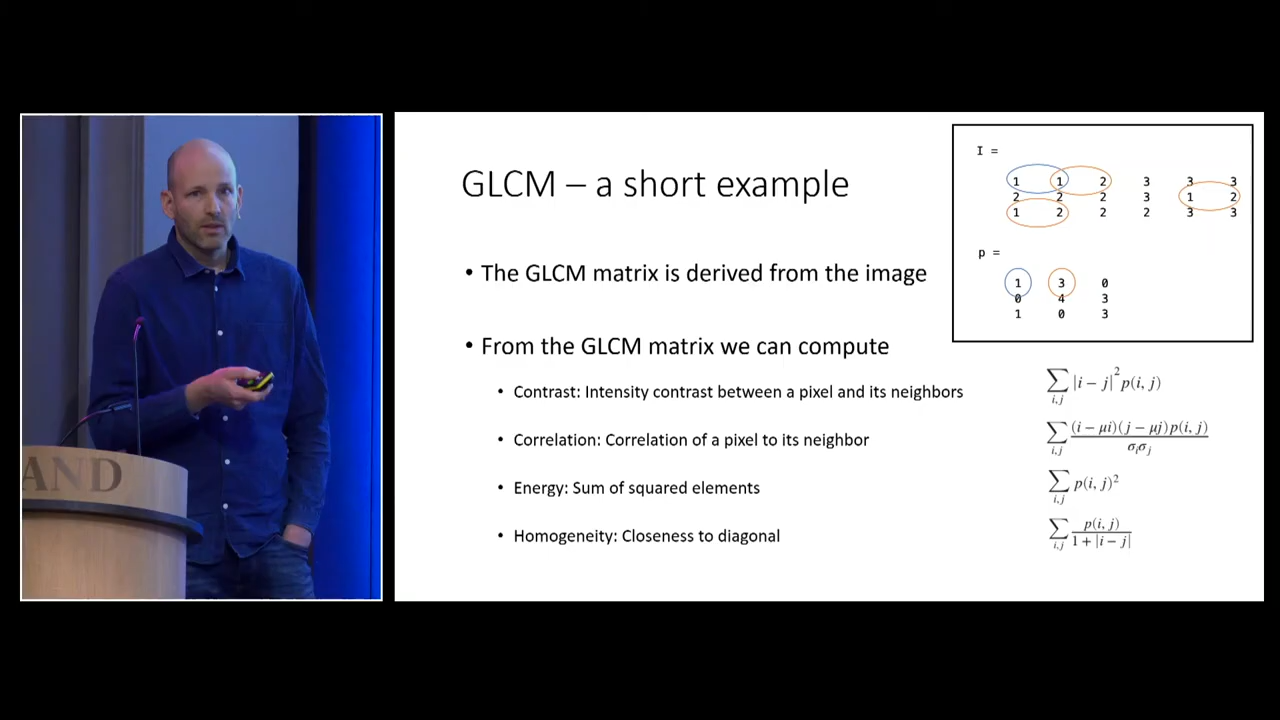 AND
GLCM – a short example
• The GLCM matrix is derived from the image
• From the GLCM matrix we can compute
• Contrast: Intensity contrast between a pixel and its neighbors
• Correlation: Correlation of a pixel to its neighbor
• Energy: Sum of squared elements
• Homogeneity: Closeness to diagonal
I =
1 1 2 3 3 3
2 2 2 3 1 2
1 2 2 2 3 3
p =
1 3 0
0 4 3
1 0 3
∑_{i,j} |i − j|² p(i, j)
∑_{i,j} (i − μi)(j − μj)p(i, j) / σ_iσ_j
∑_{i,j} p(i, j)²
∑_{i,j} p(i, j) / 1 + |i − j|